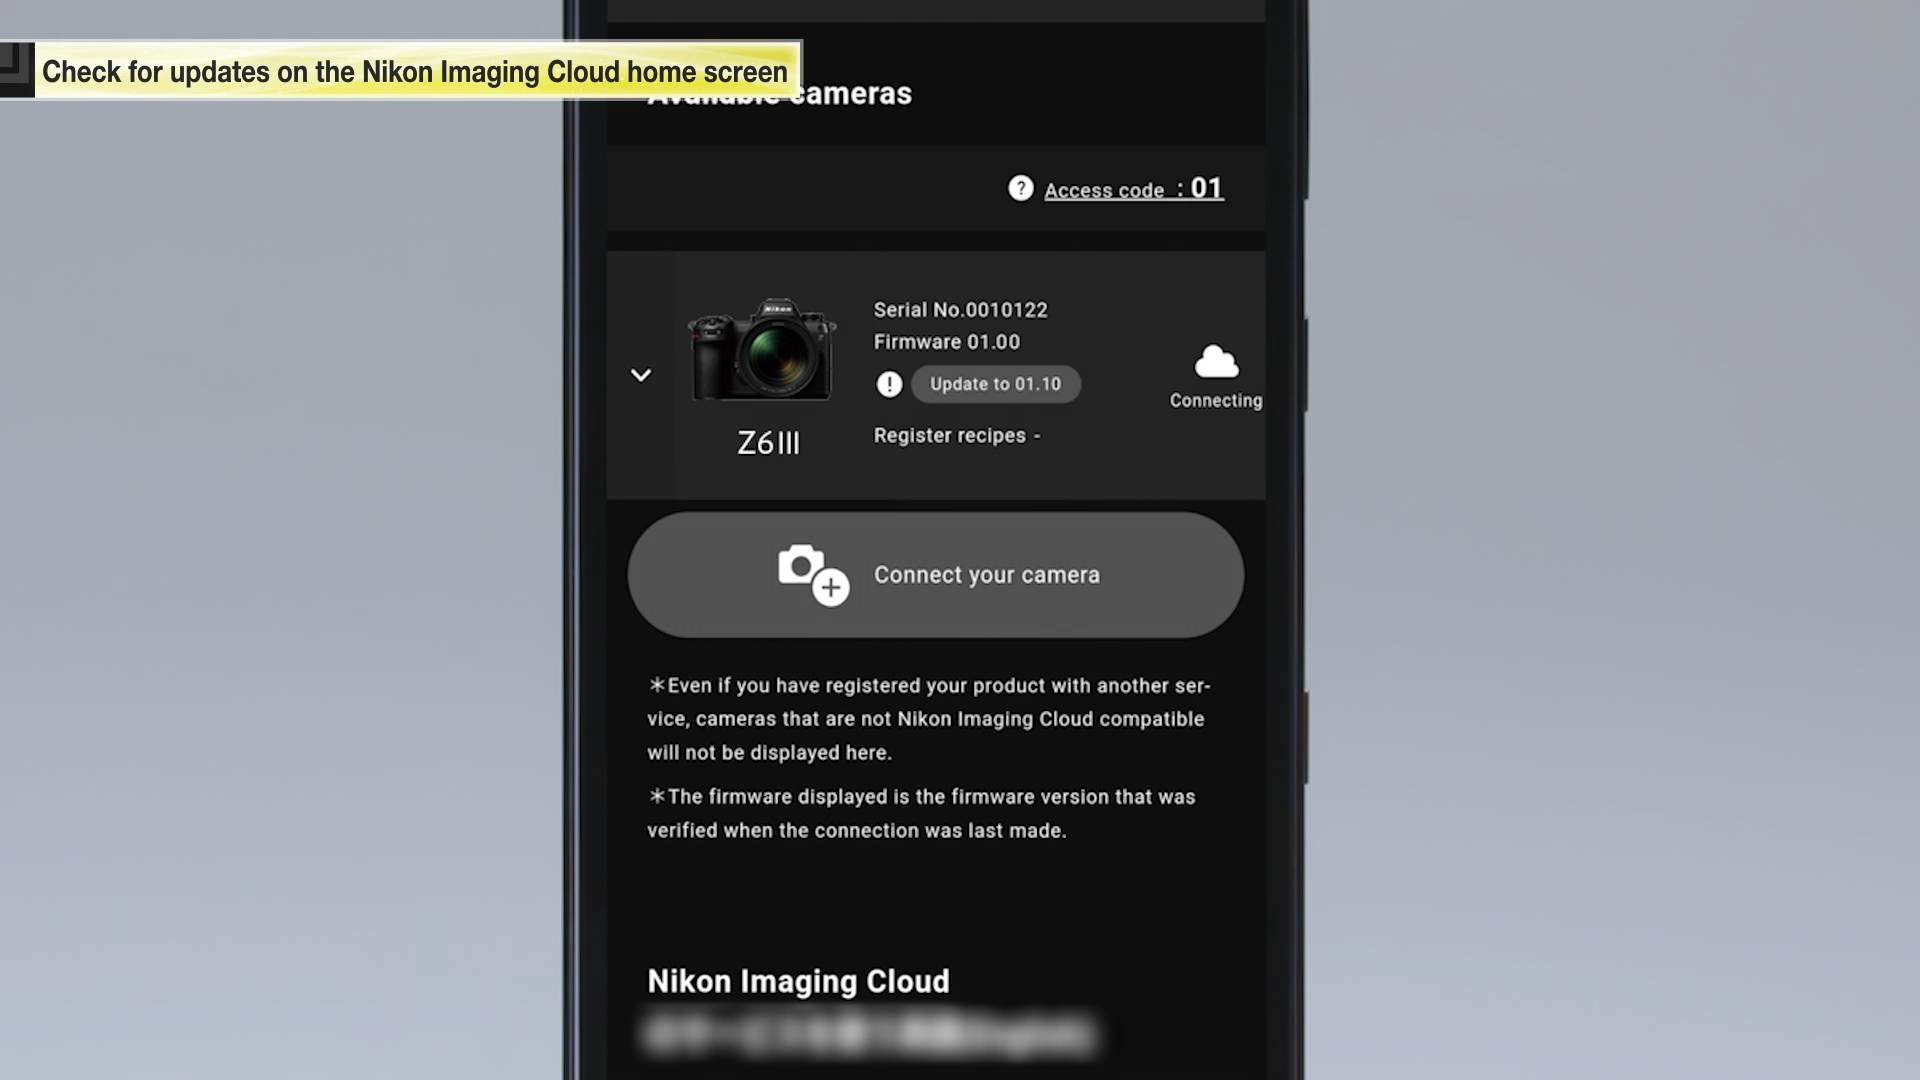 Check for updates on the Nikon Imaging Cloud home screen
Available cameras
Access code : 01
Nikon
Serial No.0010122
Firmware 01.00
! Update to 01.10
Connecting
Register recipes -
Z6III
Connect your camera
*Even if you have registered your product with another ser-
vice, cameras that are not Nikon Imaging Cloud compatible
will not be displayed here.
*The firmware displayed is the firmware version that was
verified when the connection was last made.
Nikon Imaging Cloud